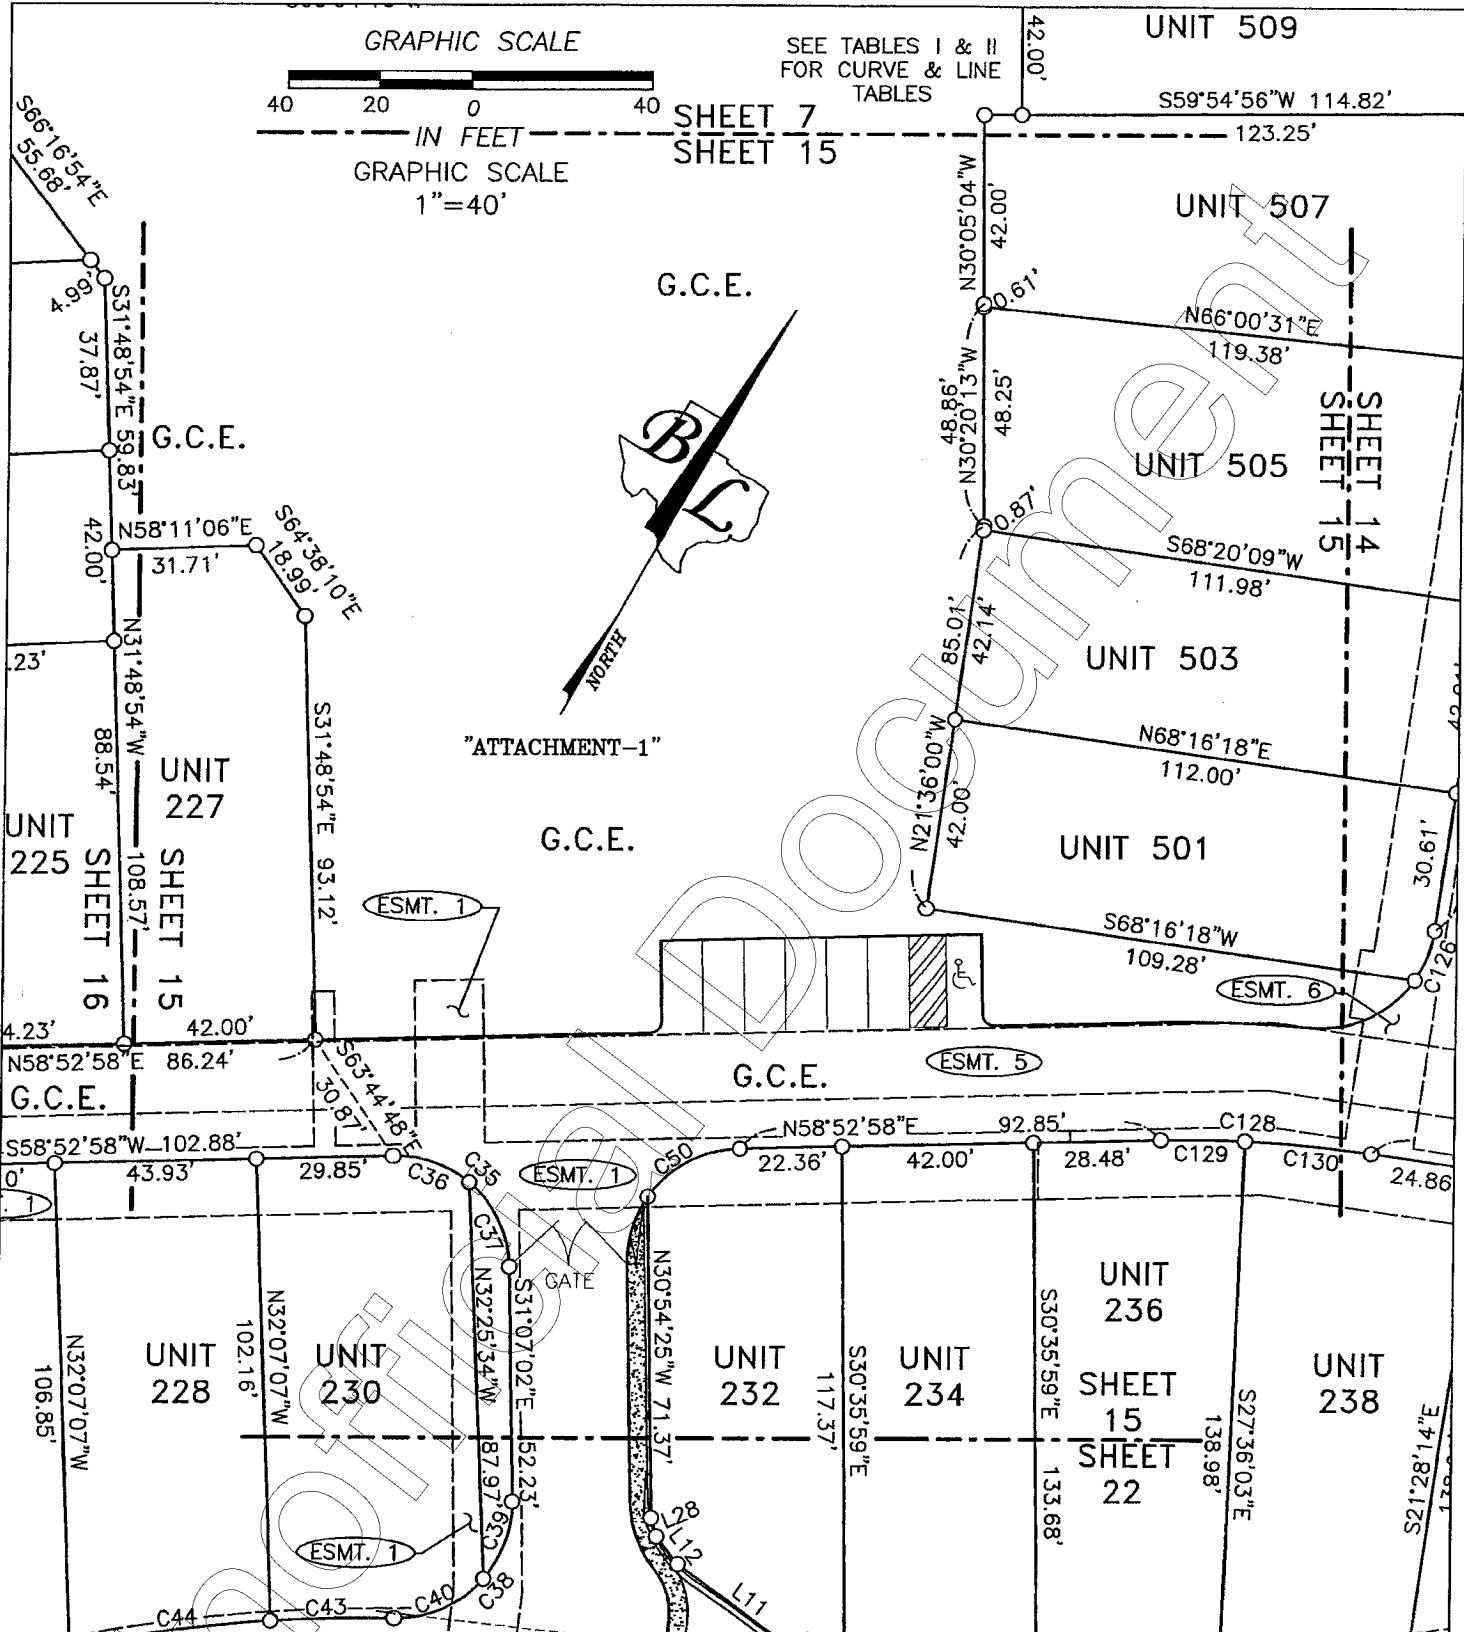 GRAPHIC SCALE
40 20 0 40
IN FEET
GRAPHIC SCALE
1"=40'
SEE TABLES I & II
FOR CURVE & LINE
TABLES
SHEET 7
SHEET 15
42.00'
UNIT 509
S59°54'56"W 114.82'
123.25'
S66°16'54"E
55.68'
4.99'
S31°48'54"E 59.83'
37.87'
G.C.E.
G.C.E.
N30°05'04"W
42.00'
UNIT 507
0.61'
N66°00'31"E
119.38'
48.86'
N30°20'13"W
48.25'
SHEET 14
SHEET 15
UNIT 505
0.87'
S68°20'09"W
111.98'
42.00'
N58°11'06"E
31.71'
S64°38'10"E
18.99'
B
L
NORTH
"ATTACHMENT-1"
85.01'
42.14'
UNIT 503
N68°16'18"E
112.00'
.23'
N31°48'54"W
108.57'
88.54'
UNIT
227
S31°48'54"E 93.12'
UNIT
225
SHEET 16
SHEET 15
G.C.E.
N21°36'00"W
42.00'
UNIT 501
30.61'
S68°16'18"W
109.28'
C126
ESMT. 1
ESMT. 6
4.23'
42.00'
N58°52'58"E 86.24'
G.C.E.
S63°44'48"E
30.87'
G.C.E.
ESMT. 5
S58°52'58"W 102.88'
0'
43.93'
29.85'
C36
C35
ESMT. 1
C50
N58°52'58"E 92.85'
22.36'
42.00'
28.48'
C129
C128
C130
24.86
. 1
C37
GATE
N32°07'07"W
106.85'
UNIT
228
N32°07'07"W
102.16'
UNIT
230
N32°25'34"W 87.97'
S31°07'02"E 52.23'
N30°54'25"W 71.37'
UNIT
232
S30°35'59"E
117.37'
UNIT
234
S30°35'59"E
133.68'
UNIT
236
SHEET
15
SHEET
22
S27°36'03"E
138.98'
UNIT
238
S21°28'14"E
C39
C38
ESMT. 1
C40
C43
C44
L28
L12
L11
nofficial Document